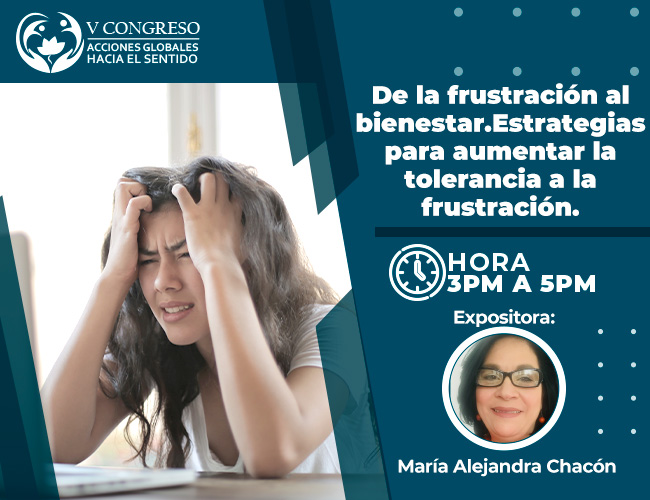 V CONGRESO
ACCIONES GLOBALES
HACIA EL SENTIDO
De la frustración al
bienestar.Estrategias
para aumentar la
tolerancia a la
frustración.
HORA
3PM A 5PM
Expositora:
María Alejandra Chacón